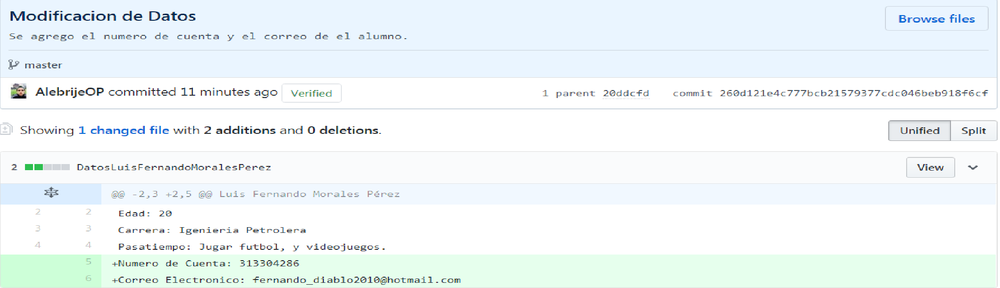 Modificacion de Datos
Browse files
Se agrego el numero de cuenta y el correo de el alumno.
master
AlebrijeOP committed 11 minutes ago Verified 1 parent 20ddcfd commit 260d121e4c777bcb21579377cdc046beb918f6cf
Showing 1 changed file with 2 additions and 0 deletions.
Unified Split
2 DatosLuisFernandoMoralesPerez
View
@@ -2,3 +2,5 @@ Luis Fernando Morales Pérez
2 2 Edad: 20
3 3 Carrera: Igenieria Petrolera
4 4 Pasatiempo: Jugar futbol, y videojuegos.
5 +Numero de Cuenta: 313304286
6 +Correo Electronico: fernando_diablo2010@hotmail.com